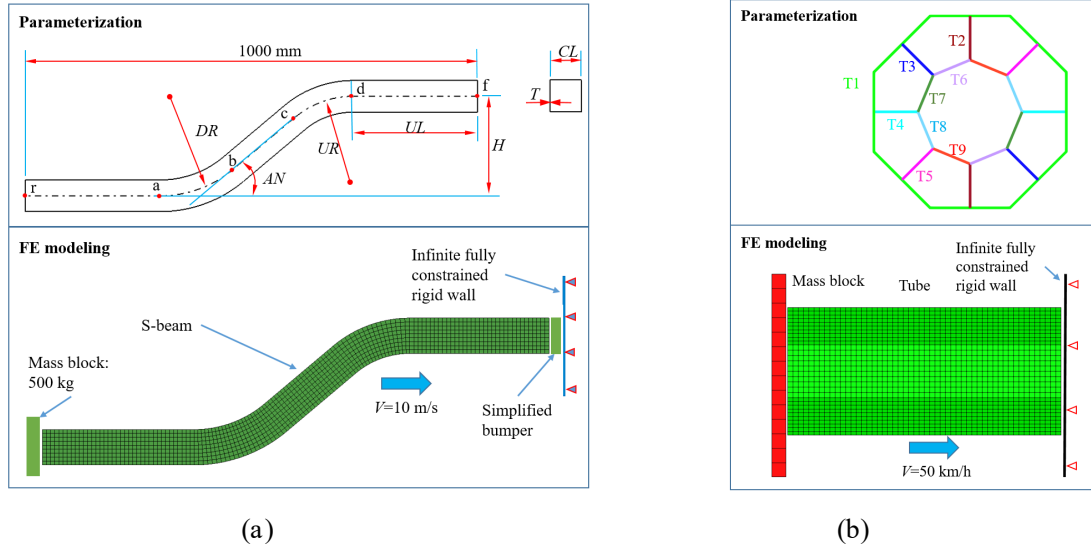 Parameterization
1000 mm
CL
d
f
T
c
DR
UL
H
UR
b
AN
r
a
FE modeling
Infinite fully
constrained
rigid wall
S-beam
Mass block:
500 kg
V=10 m/s
Simplified
bumper
(a)
Parameterization
T2
T3
T6
T1
T7
T4
T8
T9
T5
FE modeling
Infinite fully
constrained
rigid wall
Mass block
Tube
V=50 km/h
(b)